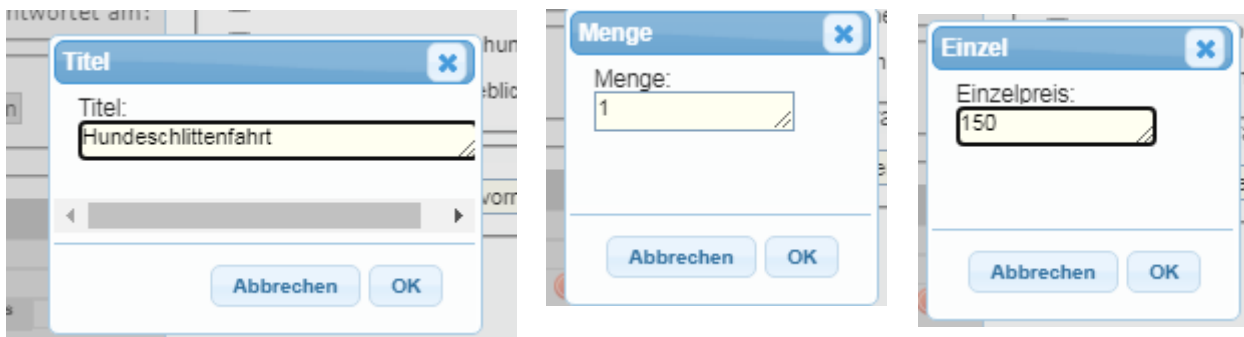 ntwortet am:
Titel
Titel:
Hundeschlittenfahrt
Abbrechen
OK
Menge
Menge:
1
Abbrechen
OK
Einzel
Einzelpreis:
150
Abbrechen
OK